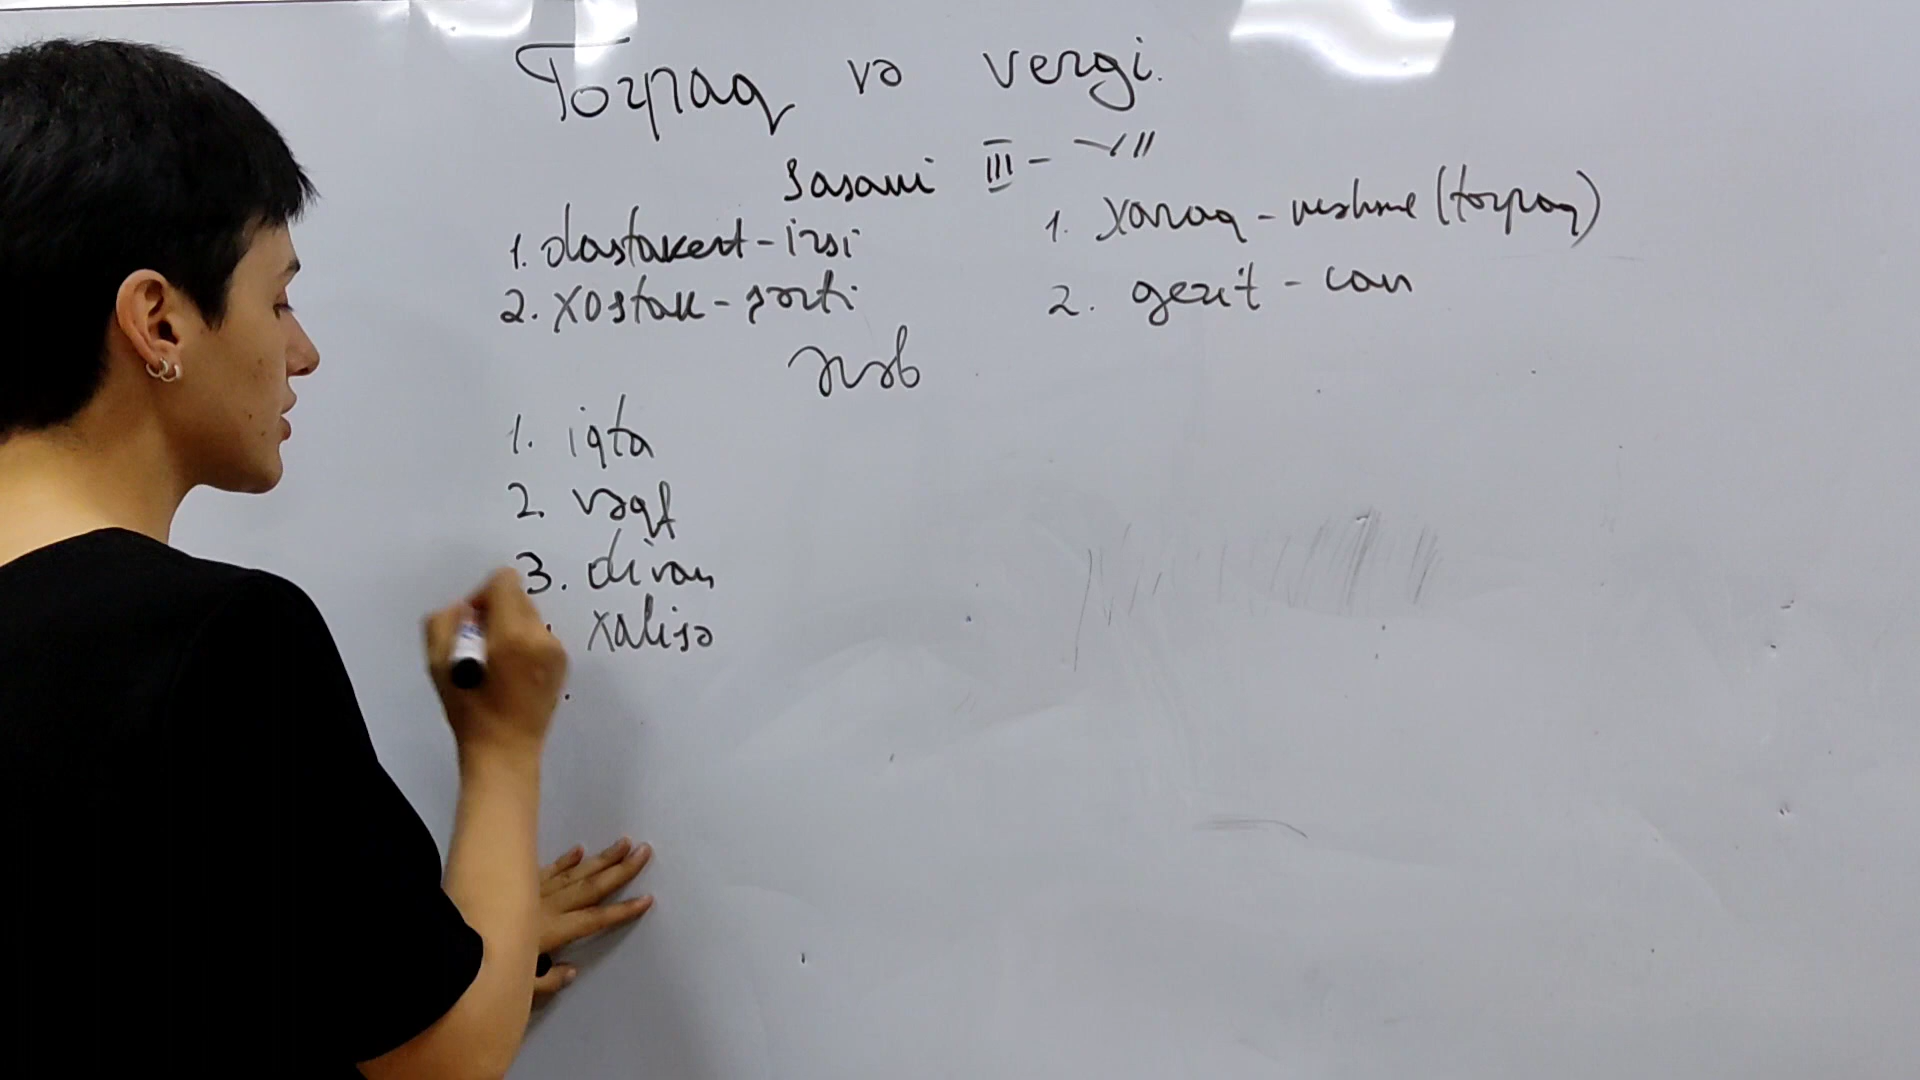 Torpaq və vergi.
Sasani III - VII
1. dastakert - irsi
2. xostak - şərti
1. xaraq - (torpaq)
2. gezit - can
ərəb
1. iqta
2. vəqf
3. divan
xalisə